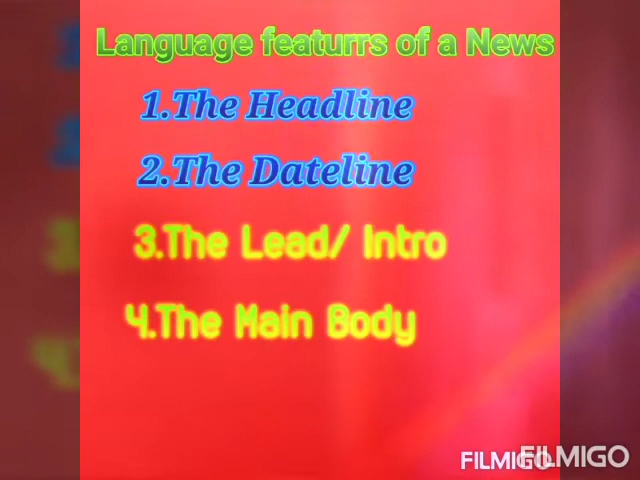 Language featurrs of a News
1.The Headline
2.The Dateline
3.The Lead/ Intro
4.The Main Body
FILMIGO
FILMIGO